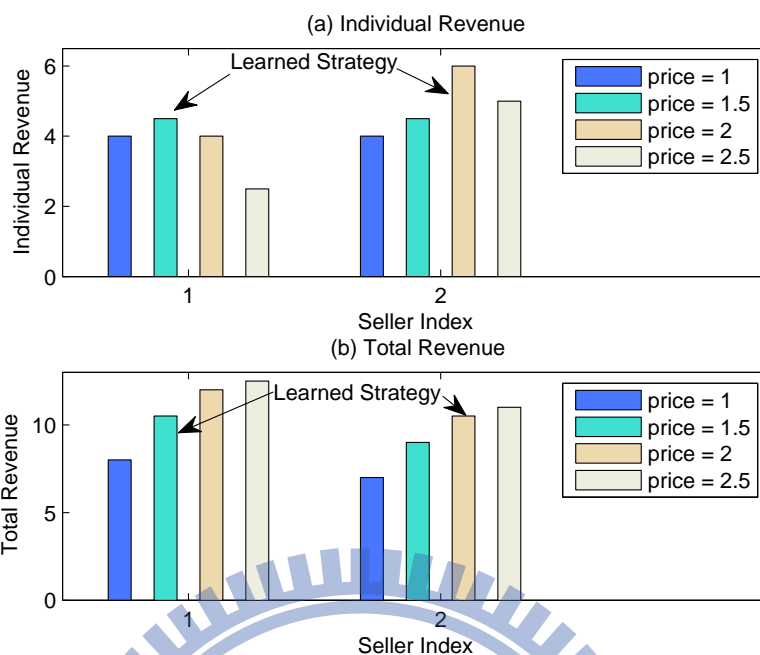 (a) Individual Revenue
Individual Revenue
6
4
2
0
Learned Strategy
price = 1
price = 1.5
price = 2
price = 2.5
1 2
Seller Index
(b) Total Revenue
Total Revenue
10
5
0
Learned Strategy
price = 1
price = 1.5
price = 2
price = 2.5
1 2
Seller Index